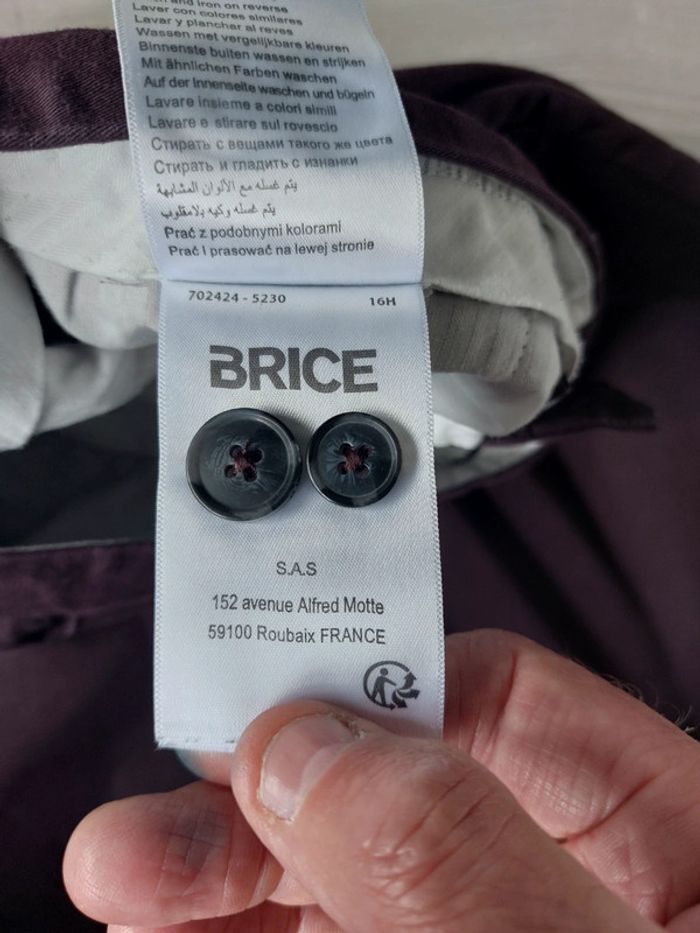 and iron on reverse
Laver con colores similares
Lavar y planchar al reves
Wassen met vergelijkbare kleuren
Binnenste buiten wassen en strijken
Mit ähnlichen Farben waschen
Auf der Innenseite waschen und bügeln
Lavare insieme a colori simili
Lavare e stirare sul rovescio
Стирать с вещами такого же цвета
Стирать и гладить с изнанки
يتم غسله مع الألوان المشابهة
يتم غسله وكيه بالمقلوب
Prać z podobnymi kolorami
Prać I prasować na lewej stronie
702424 - 5230 16H
BRICE
S.A.S
152 avenue Alfred Motte
59100 Roubaix FRANCE